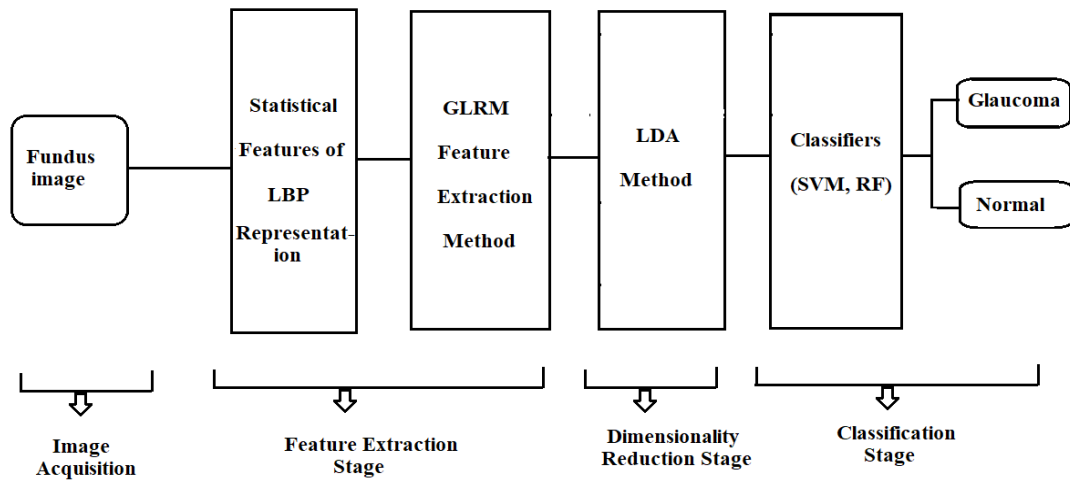 Fundus
image
Statistical
Features of
LBP
Representat-
ion
GLRM
Feature
Extraction
Method
LDA
Method
Classifiers
(SVM, RF)
Glaucoma
Normal
Image
Acquisition
Feature Extraction
Stage
Dimensionality
Reduction Stage
Classification
Stage